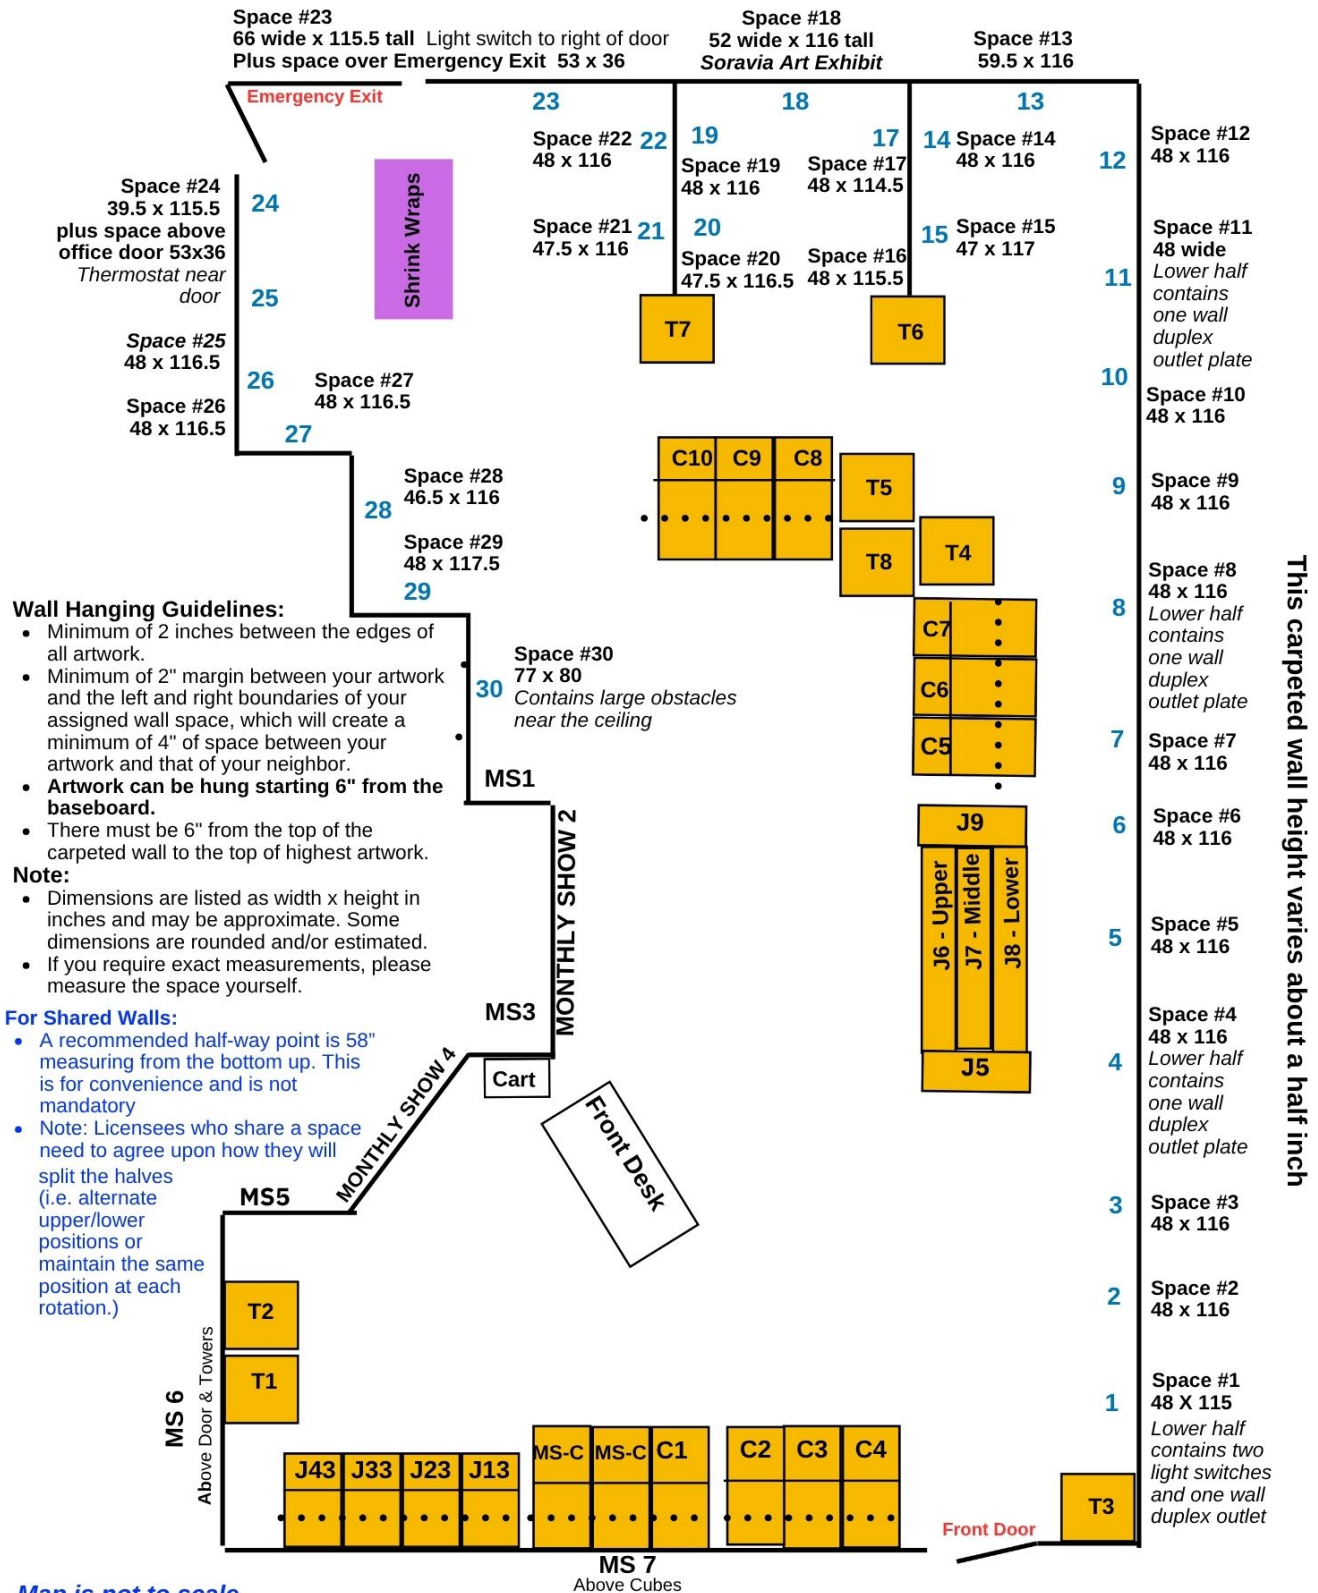 Space #23
66 wide x 115.5 tall Light switch to right of door
Plus space over Emergency Exit 53 x 36
Space #18
52 wide x 116 tall
Soravia Art Exhibit
Space #13
59.5 x 116
Emergency Exit
23
18
13
Space #22
48 x 116
22
19
Space #19
48 x 116
17
Space #17
48 x 114.5
14
Space #14
48 x 116
12
Space #12
48 x 116
Space #24
39.5 x 115.5
plus space above
office door 53x36
Thermostat near
door
24
Shrink Wraps
Space #21
47.5 x 116
21
20
Space #20
47.5 x 116.5
Space #16
48 x 115.5
15
Space #15
47 x 117
11
Space #11
48 wide
Lower half
contains
one wall
duplex
outlet plate
25
Space #25
48 x 116.5
T7
T6
26
Space #26
48 x 116.5
Space #27
48 x 116.5
27
10
Space #10
48 x 116
C10
C9
C8
T5
9
Space #9
48 x 116
28
Space #28
46.5 x 116
Space #29
48 x 117.5
29
T8
T4
8
Space #8
48 x 116
Lower half
contains
one wall
duplex
outlet plate
This carpeted wall height varies about a half inch
Wall Hanging Guidelines:
• Minimum of 2 inches between the edges of
all artwork.
• Minimum of 2" margin between your artwork
and the left and right boundaries of your
assigned wall space, which will create a
minimum of 4" of space between your
artwork and that of your neighbor.
• Artwork can be hung starting 6" from the
baseboard.
• There must be 6" from the top of the
carpeted wall to the top of highest artwork.
Note:
• Dimensions are listed as width x height in
inches and may be approximate. Some
dimensions are rounded and/or estimated.
• If you require exact measurements, please
measure the space yourself.
For Shared Walls:
• A recommended half-way point is 58”
measuring from the bottom up. This
is for convenience and is not
mandatory
• Note: Licensees who share a space
need to agree upon how they will
split the halves
(i.e. alternate
upper/lower
positions or
maintain the same
position at each
rotation.)
30
Space #30
77 x 80
Contains large obstacles
near the ceiling
C7
C6
C5
7
Space #7
48 x 116
MS1
MONTHLY SHOW 2
J9
J6 - Upper
J7 - Middle
J8 - Lower
J5
6
Space #6
48 x 116
5
Space #5
48 x 116
MS3
4
Space #4
48 x 116
Lower half
contains
one wall
duplex
outlet plate
MONTHLY SHOW 4
Cart
Front Desk
MS5
3
Space #3
48 x 116
2
Space #2
48 x 116
T2
T1
MS 6
Above Door & Towers
1
Space #1
48 X 115
Lower half
contains two
light switches
and one wall
duplex outlet
J43
J33
J23
J13
MS-C
MS-C
C1
C2
C3
C4
T3
Front Door
MS 7
Above Cubes
Map is not to scale